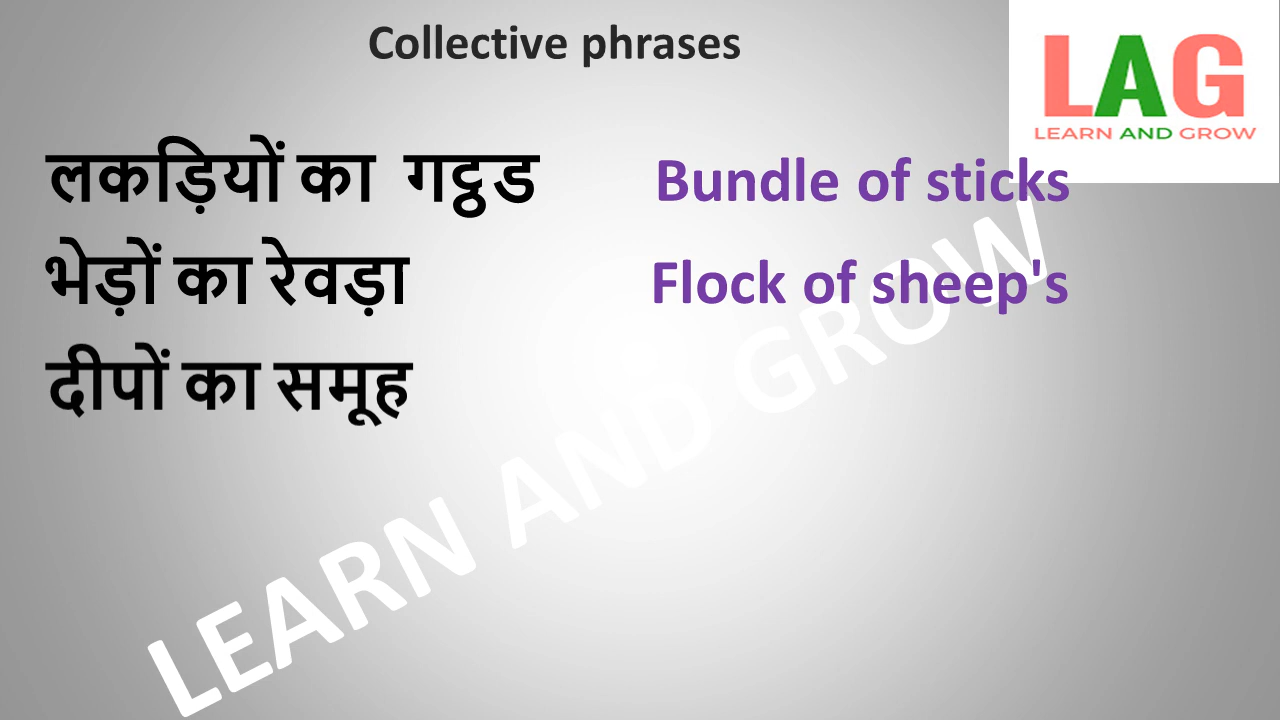 Collective phrases
LAG
LEARN AND GROW
लकड़ियों का गट्ठड Bundle of sticks
भेड़ों का रेवड़ा Flock of sheep's
दीपों का समूह
LEARN AND GROW